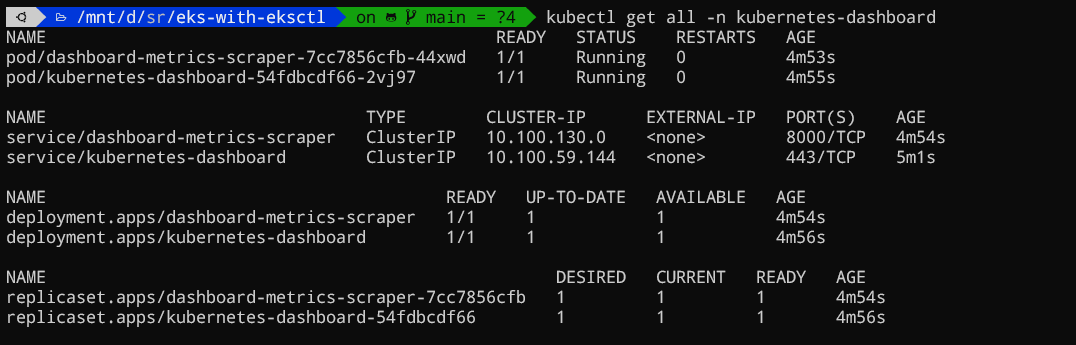 /mnt/d/sr/eks-with-eksctl on main = ?4 kubectl get all -n kubernetes-dashboard
NAME READY STATUS RESTARTS AGE
pod/dashboard-metrics-scraper-7cc7856cfb-44xwd 1/1 Running 0 4m53s
pod/kubernetes-dashboard-54fdbcdf66-2vj97 1/1 Running 0 4m55s
NAME TYPE CLUSTER-IP EXTERNAL-IP PORT(S) AGE
service/dashboard-metrics-scraper ClusterIP 10.100.130.0 <none> 8000/TCP 4m54s
service/kubernetes-dashboard ClusterIP 10.100.59.144 <none> 443/TCP 5m1s
NAME READY UP-TO-DATE AVAILABLE AGE
deployment.apps/dashboard-metrics-scraper 1/1 1 1 4m54s
deployment.apps/kubernetes-dashboard 1/1 1 1 4m56s
NAME DESIRED CURRENT READY AGE
replicaset.apps/dashboard-metrics-scraper-7cc7856cfb 1 1 1 4m54s
replicaset.apps/kubernetes-dashboard-54fdbcdf66 1 1 1 4m56s